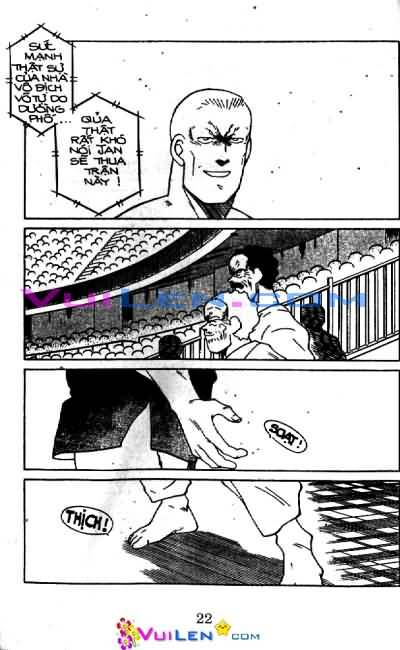 SỨC
MẠNH
THẬT SỰ
CỦA NHÀ
VÔ ĐỊCH
VÕ TỰ DO
ĐƯỜNG
PHỐ ...
QUẢ
THẬT
RẤT KHÓ
NÓI JAN
SẼ THUA
TRẬN
NÀY !
VUILEN.COM
SOẠT !
THỊCH !
22
VUILEN.COM